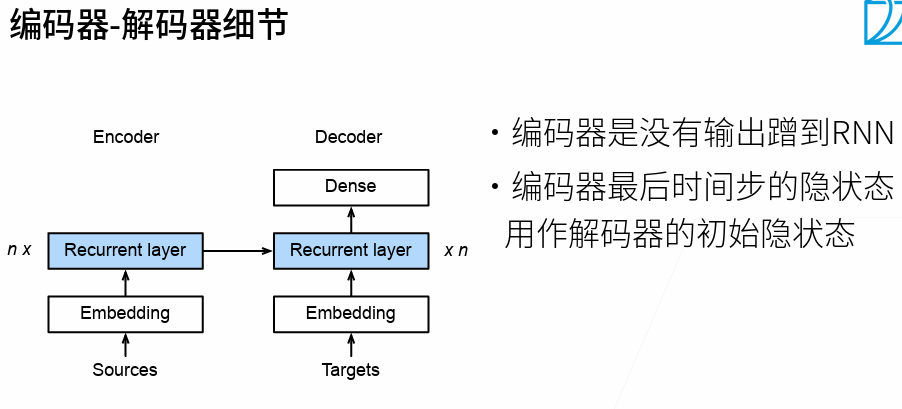 编码器-解码器细节
Encoder
Decoder
Dense
n x
Recurrent layer
Recurrent layer
x n
Embedding
Embedding
Sources
Targets
• 编码器是没有输出蹭到RNN
• 编码器最后时间步的隐状态
用作解码器的初始隐状态